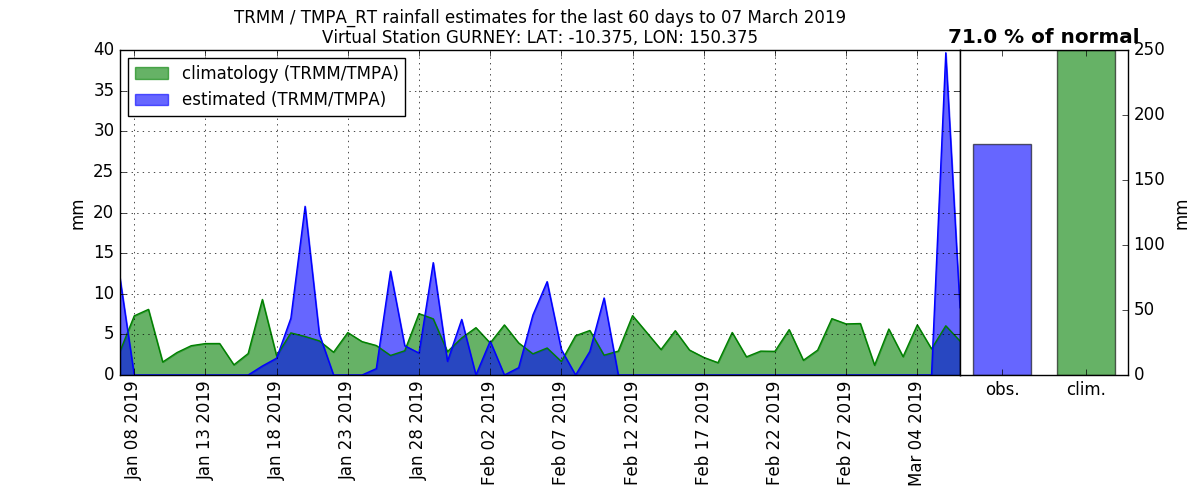 TRMM / TMPA_RT rainfall estimates for the last 60 days to 07 March 2019
Virtual Station GURNEY: LAT: -10.375, LON: 150.375
71.0 % of normal
climatology (TRMM/TMPA)
estimated (TRMM/TMPA)
mm
40
35
30
25
20
15
10
5
0
Jan 08 2019
Jan 13 2019
Jan 18 2019
Jan 23 2019
Jan 28 2019
Feb 02 2019
Feb 07 2019
Feb 12 2019
Feb 17 2019
Feb 22 2019
Feb 27 2019
Mar 04 2019
obs.
clim.
250
200
150
100
50
0
mm